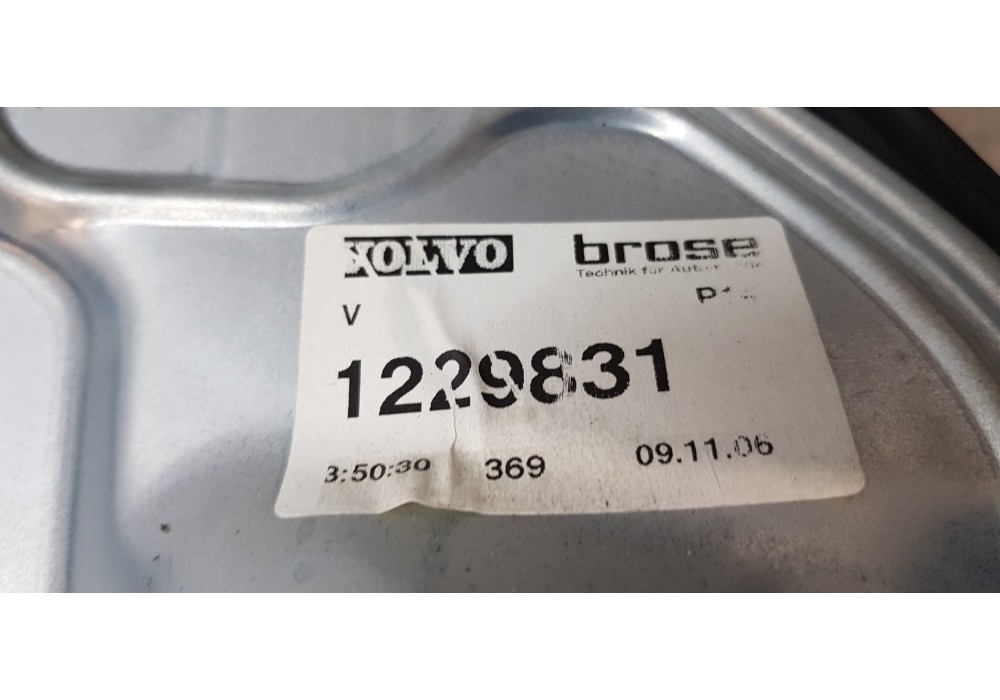 VOLVO brose
Technik für
V
1229831
3:50:30 369 09.11.06